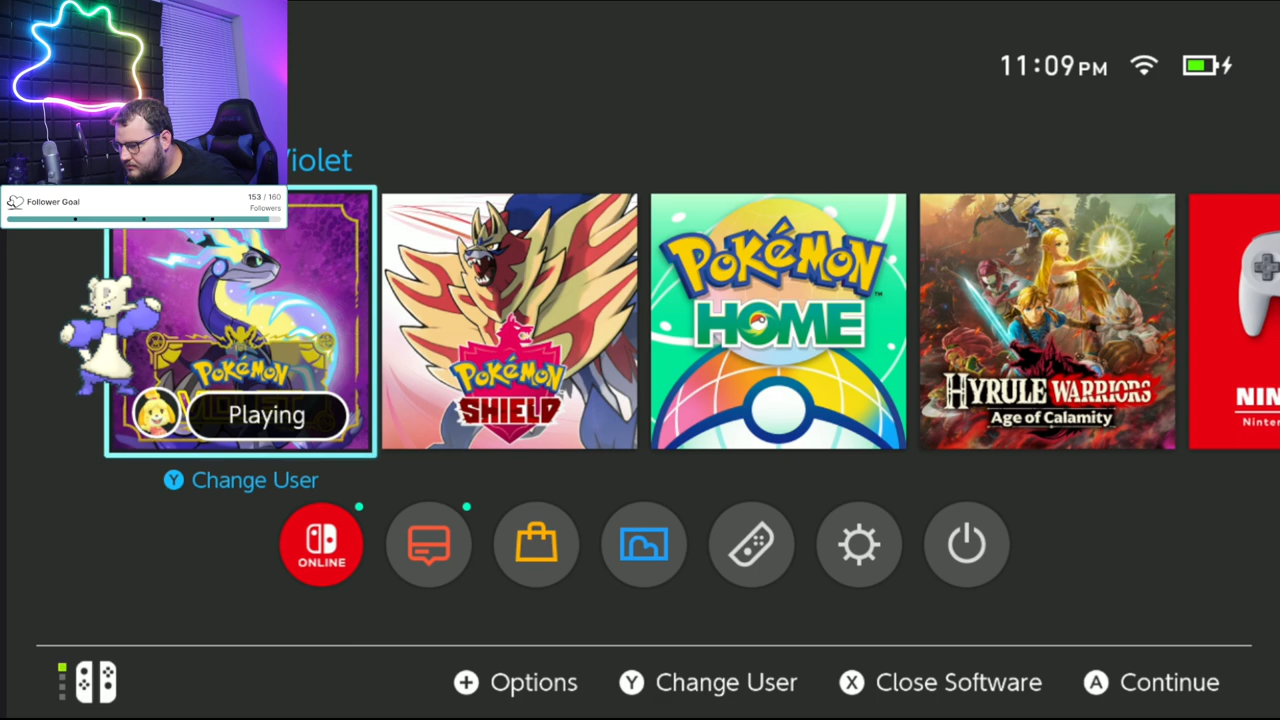 11:09PM
Violet
Follower Goal
153 / 160
Followers
POKéMON
Playing
POKéMON
SHIELD
POKéMON
HOME
HYRULE WARRIORS
Age of Calamity
NIN
Ninter
Y Change User
ONLINE
+ Options
Y Change User
X Close Software
A Continue